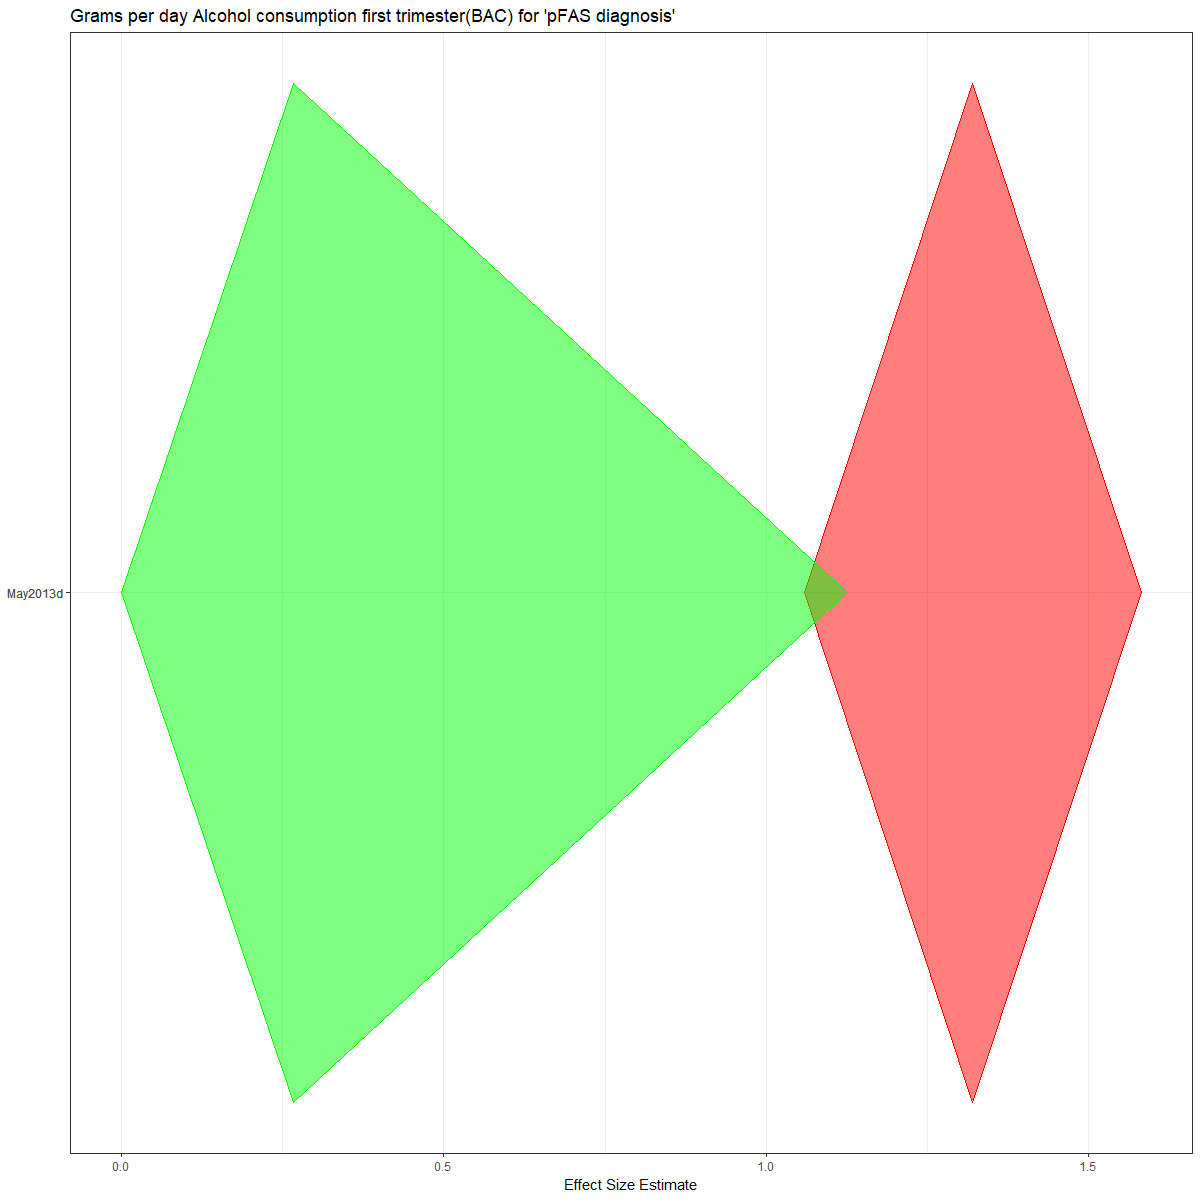 Grams per day Alcohol consumption first trimester(BAC) for 'pFAS diagnosis'
May2013d
0.0 0.5 1.0 1.5
Effect Size Estimate